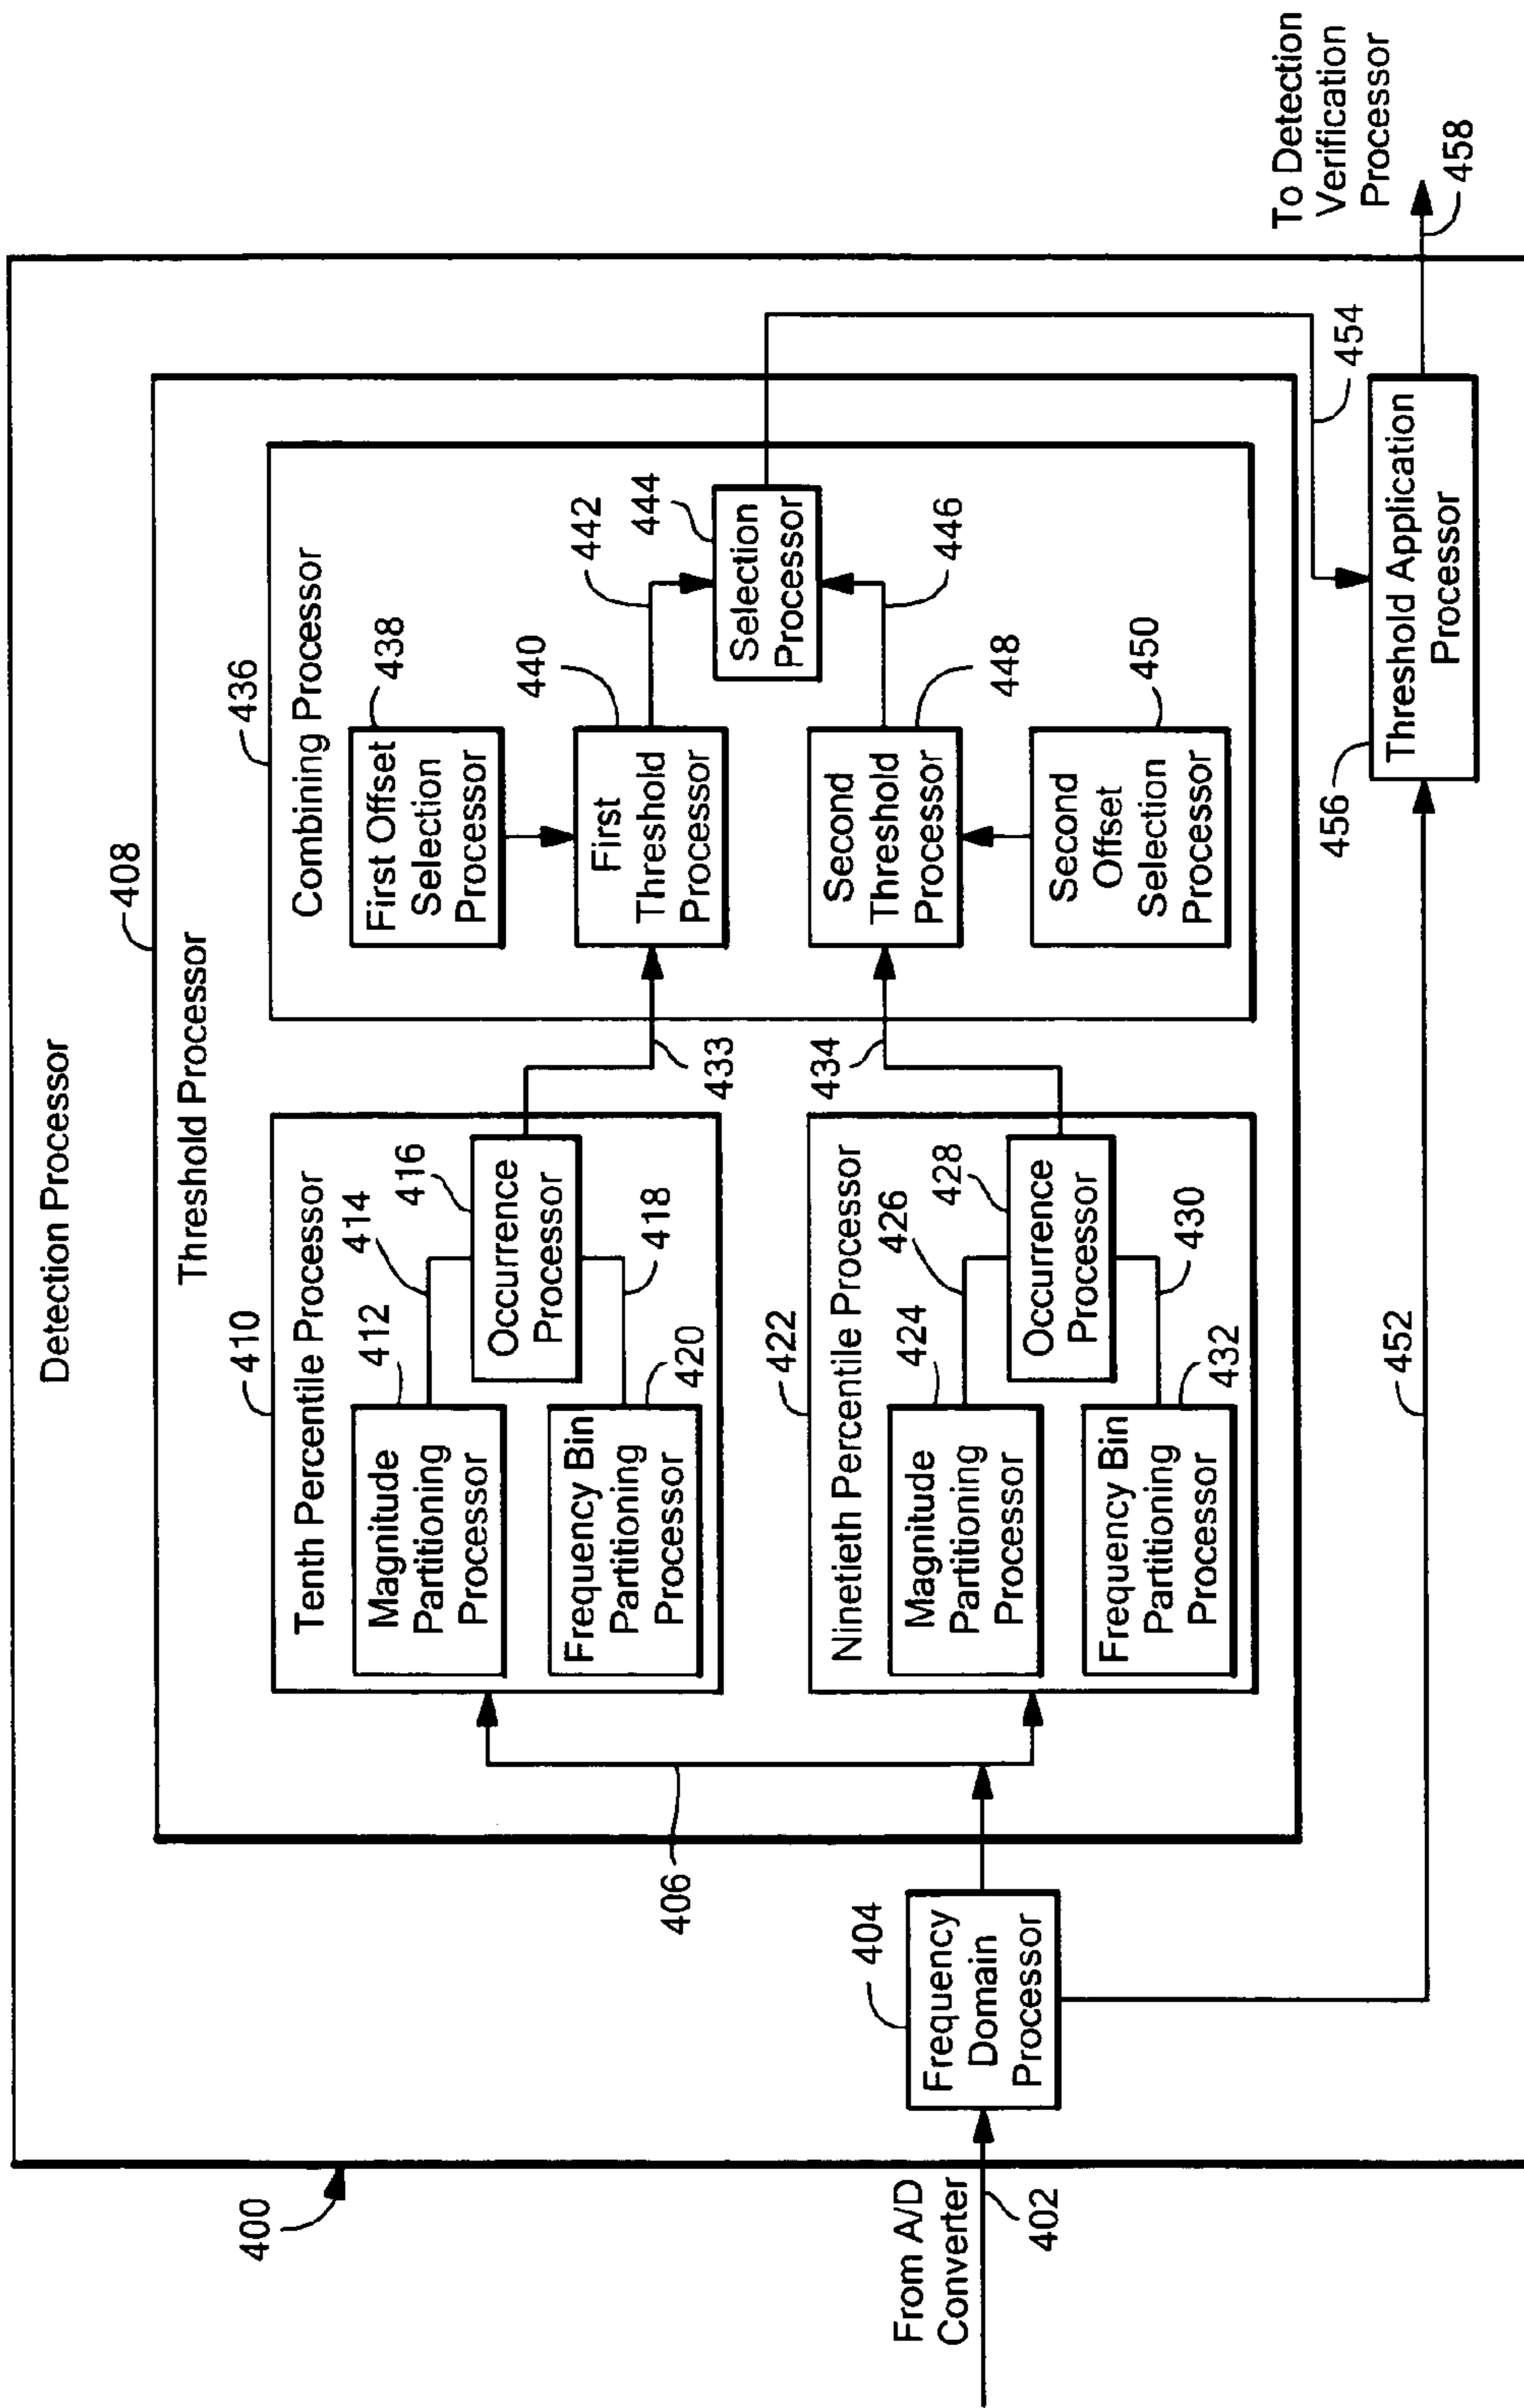 Detection Processor
400
408
Threshold Processor
410
Tenth Percentile Processor
412
414
416
Magnitude
Partitioning
Processor
Occurrence
Processor
418
420
Frequency Bin
Partitioning
Processor
422
Ninetieth Percentile Processor
424
426
428
Magnitude
Partitioning
Processor
Occurrence
Processor
430
432
Frequency Bin
Partitioning
Processor
433
434
436
Combining Processor
438
First Offset
Selection
Processor
440
442
444
First
Threshold
Processor
Selection
Processor
446
448
Second
Threshold
Processor
450
Second
Offset
Selection
Processor
406
404
Frequency
Domain
Processor
From A/D
Converter
402
452
454
456
Threshold Application
Processor
To Detection
Verification
Processor
458